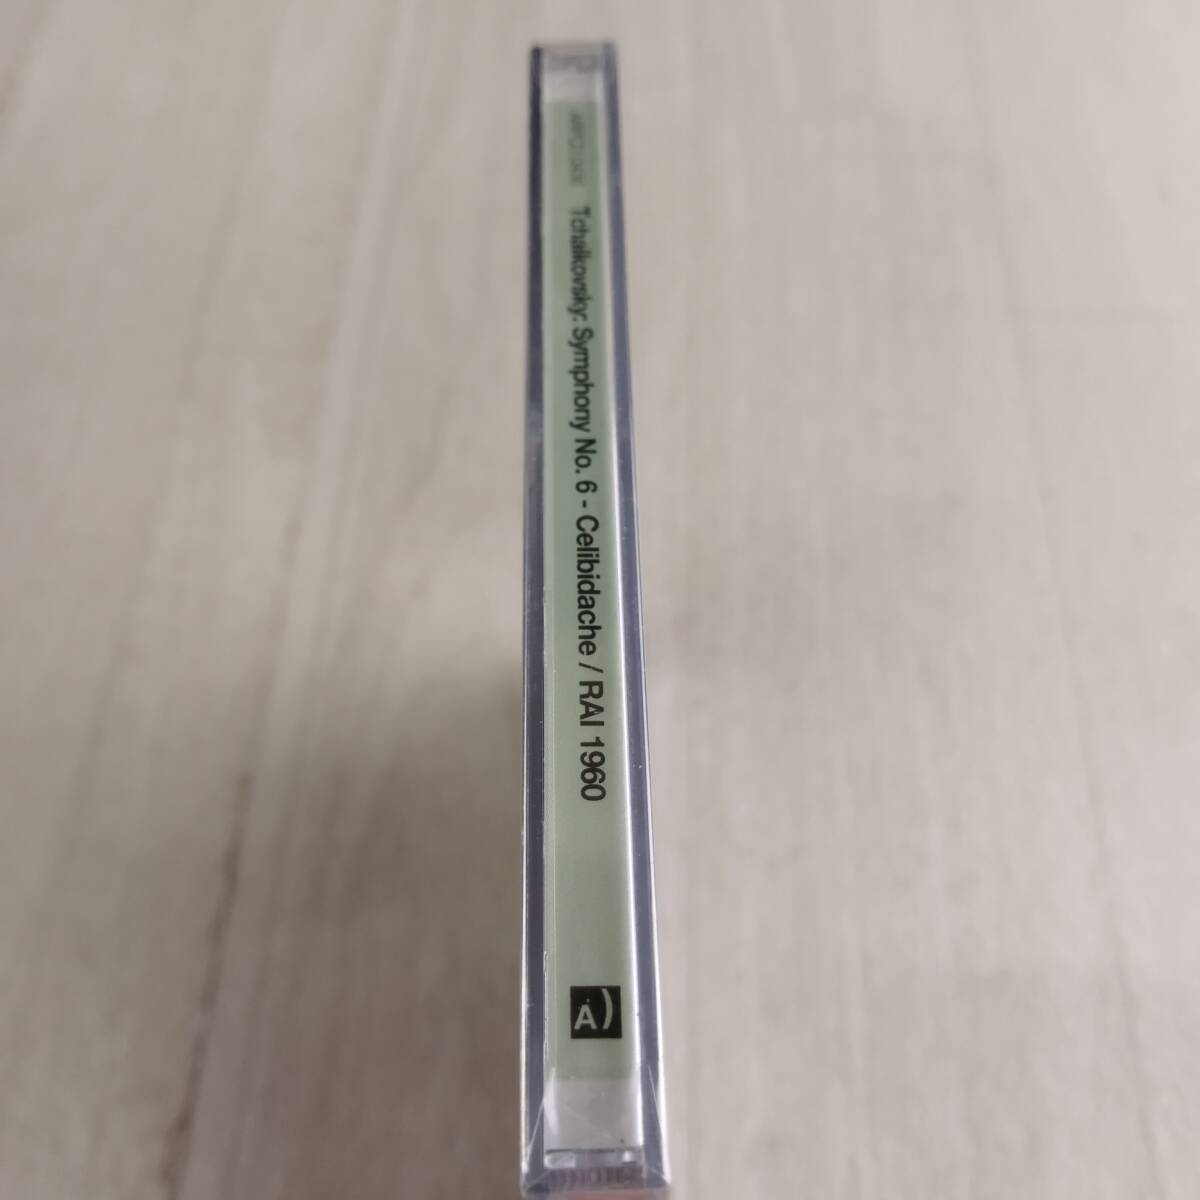 Tchaikovsky: Symphony No. 6 - Celibidache / RAI 1960
A